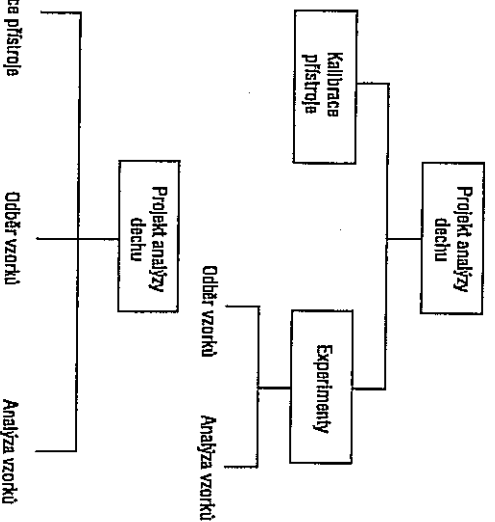 Projekt analýzy
dechu
Kalibrace
přístroje
Experimenty
Odběr vzorků
Analýza vzorků
Projekt analýzy
dechu
ce přístroje
Odběr vzorků
Analýza vzorků